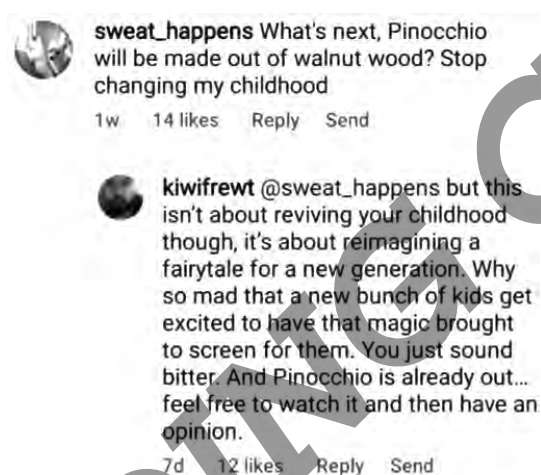 sweat_happens What's next, Pinocchio
will be made out of walnut wood? Stop
changing my childhood
1w 14 likes Reply Send
kiwifrewt @sweat_happens but this
isn't about reviving your childhood
though, it's about reimagining a
fairytale for a new generation. Why
so mad that a new bunch of kids get
excited to have that magic brought
to screen for them. You just sound
bitter. And Pinocchio is already out...
feel free to watch it and then have an
opinion.
7d 12 likes Reply Send